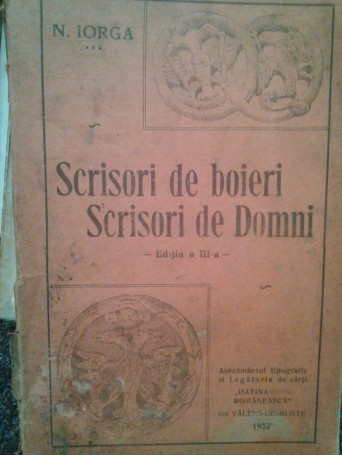 N. IORGA
***
Scrisori de boieri
Scrisori de Domni
— Ediția a III-a —
Așezământul tipografic
și Legătoria de cărți
„DATINA
ROMÂNEASCĂ"
din VĂLENII-DE-MUNTE
1932